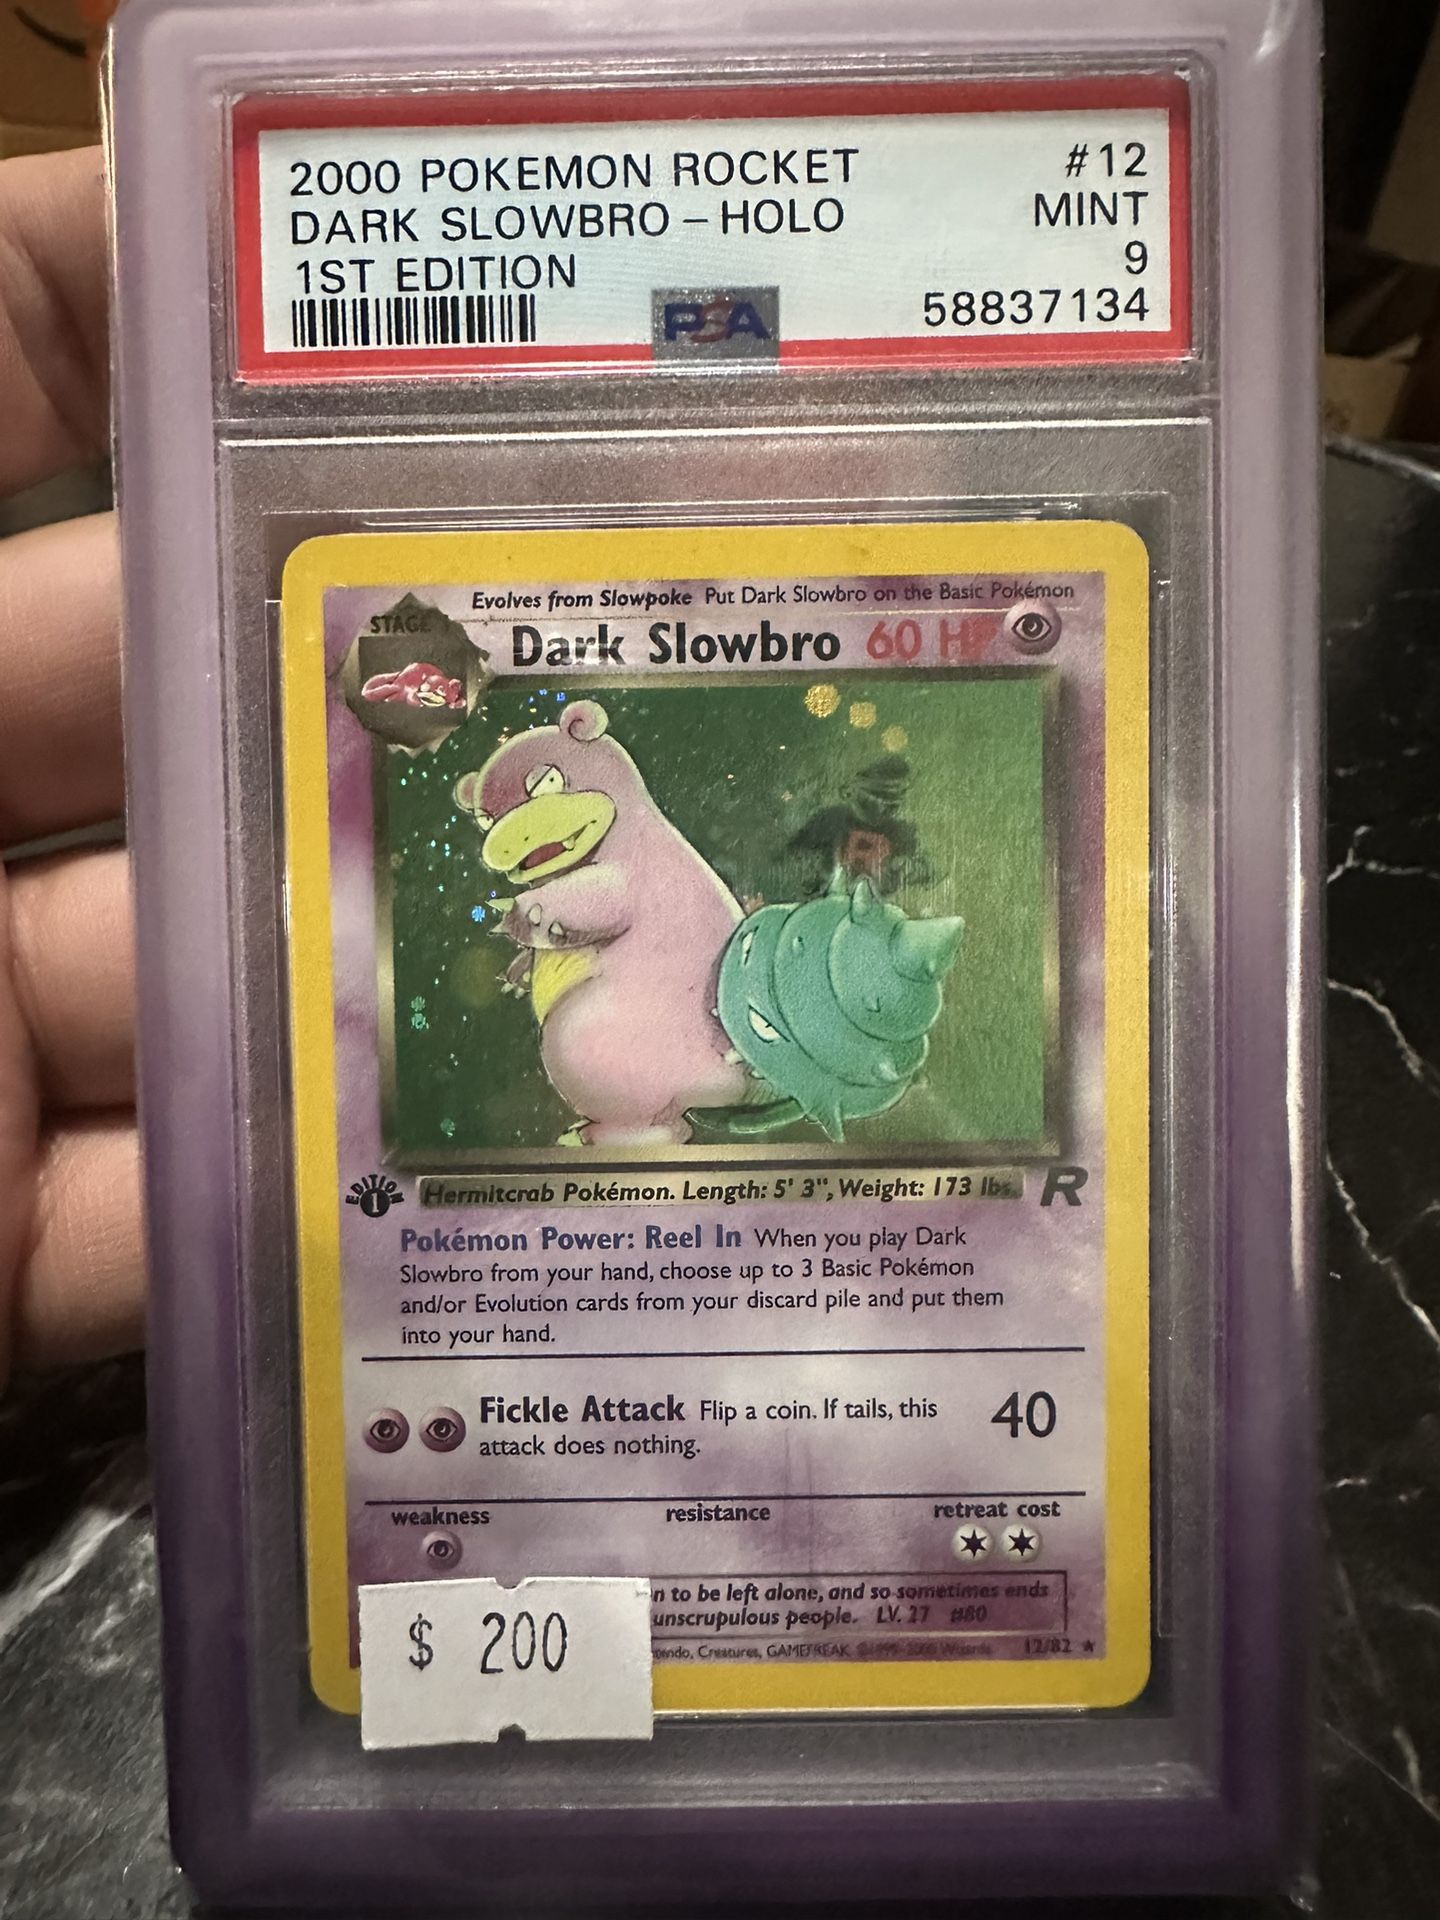 2000 POKEMON ROCKET #12
DARK SLOWBRO - HOLO MINT
1ST EDITION 9
PSA 58837134
Evolves from Slowpoke Put Dark Slowbro on the Basic Pokémon
STAGE
Dark Slowbro 60 HP
R
EDITION 1
Hermitcrab Pokémon. Length: 5' 3", Weight: 173 lbs.
R
Pokémon Power: Reel In When you play Dark
Slowbro from your hand, choose up to 3 Basic Pokémon
and/or Evolution cards from your discard pile and put them
into your hand.
Fickle Attack Flip a coin. If tails, this 40
attack does nothing.
weakness resistance retreat cost
n to be left alone, and so sometimes ends
unscrupulous people. LV. 27 #80
Creatures, GAMEFREAK ©1999-2000 Wizards 12/82
$ 200